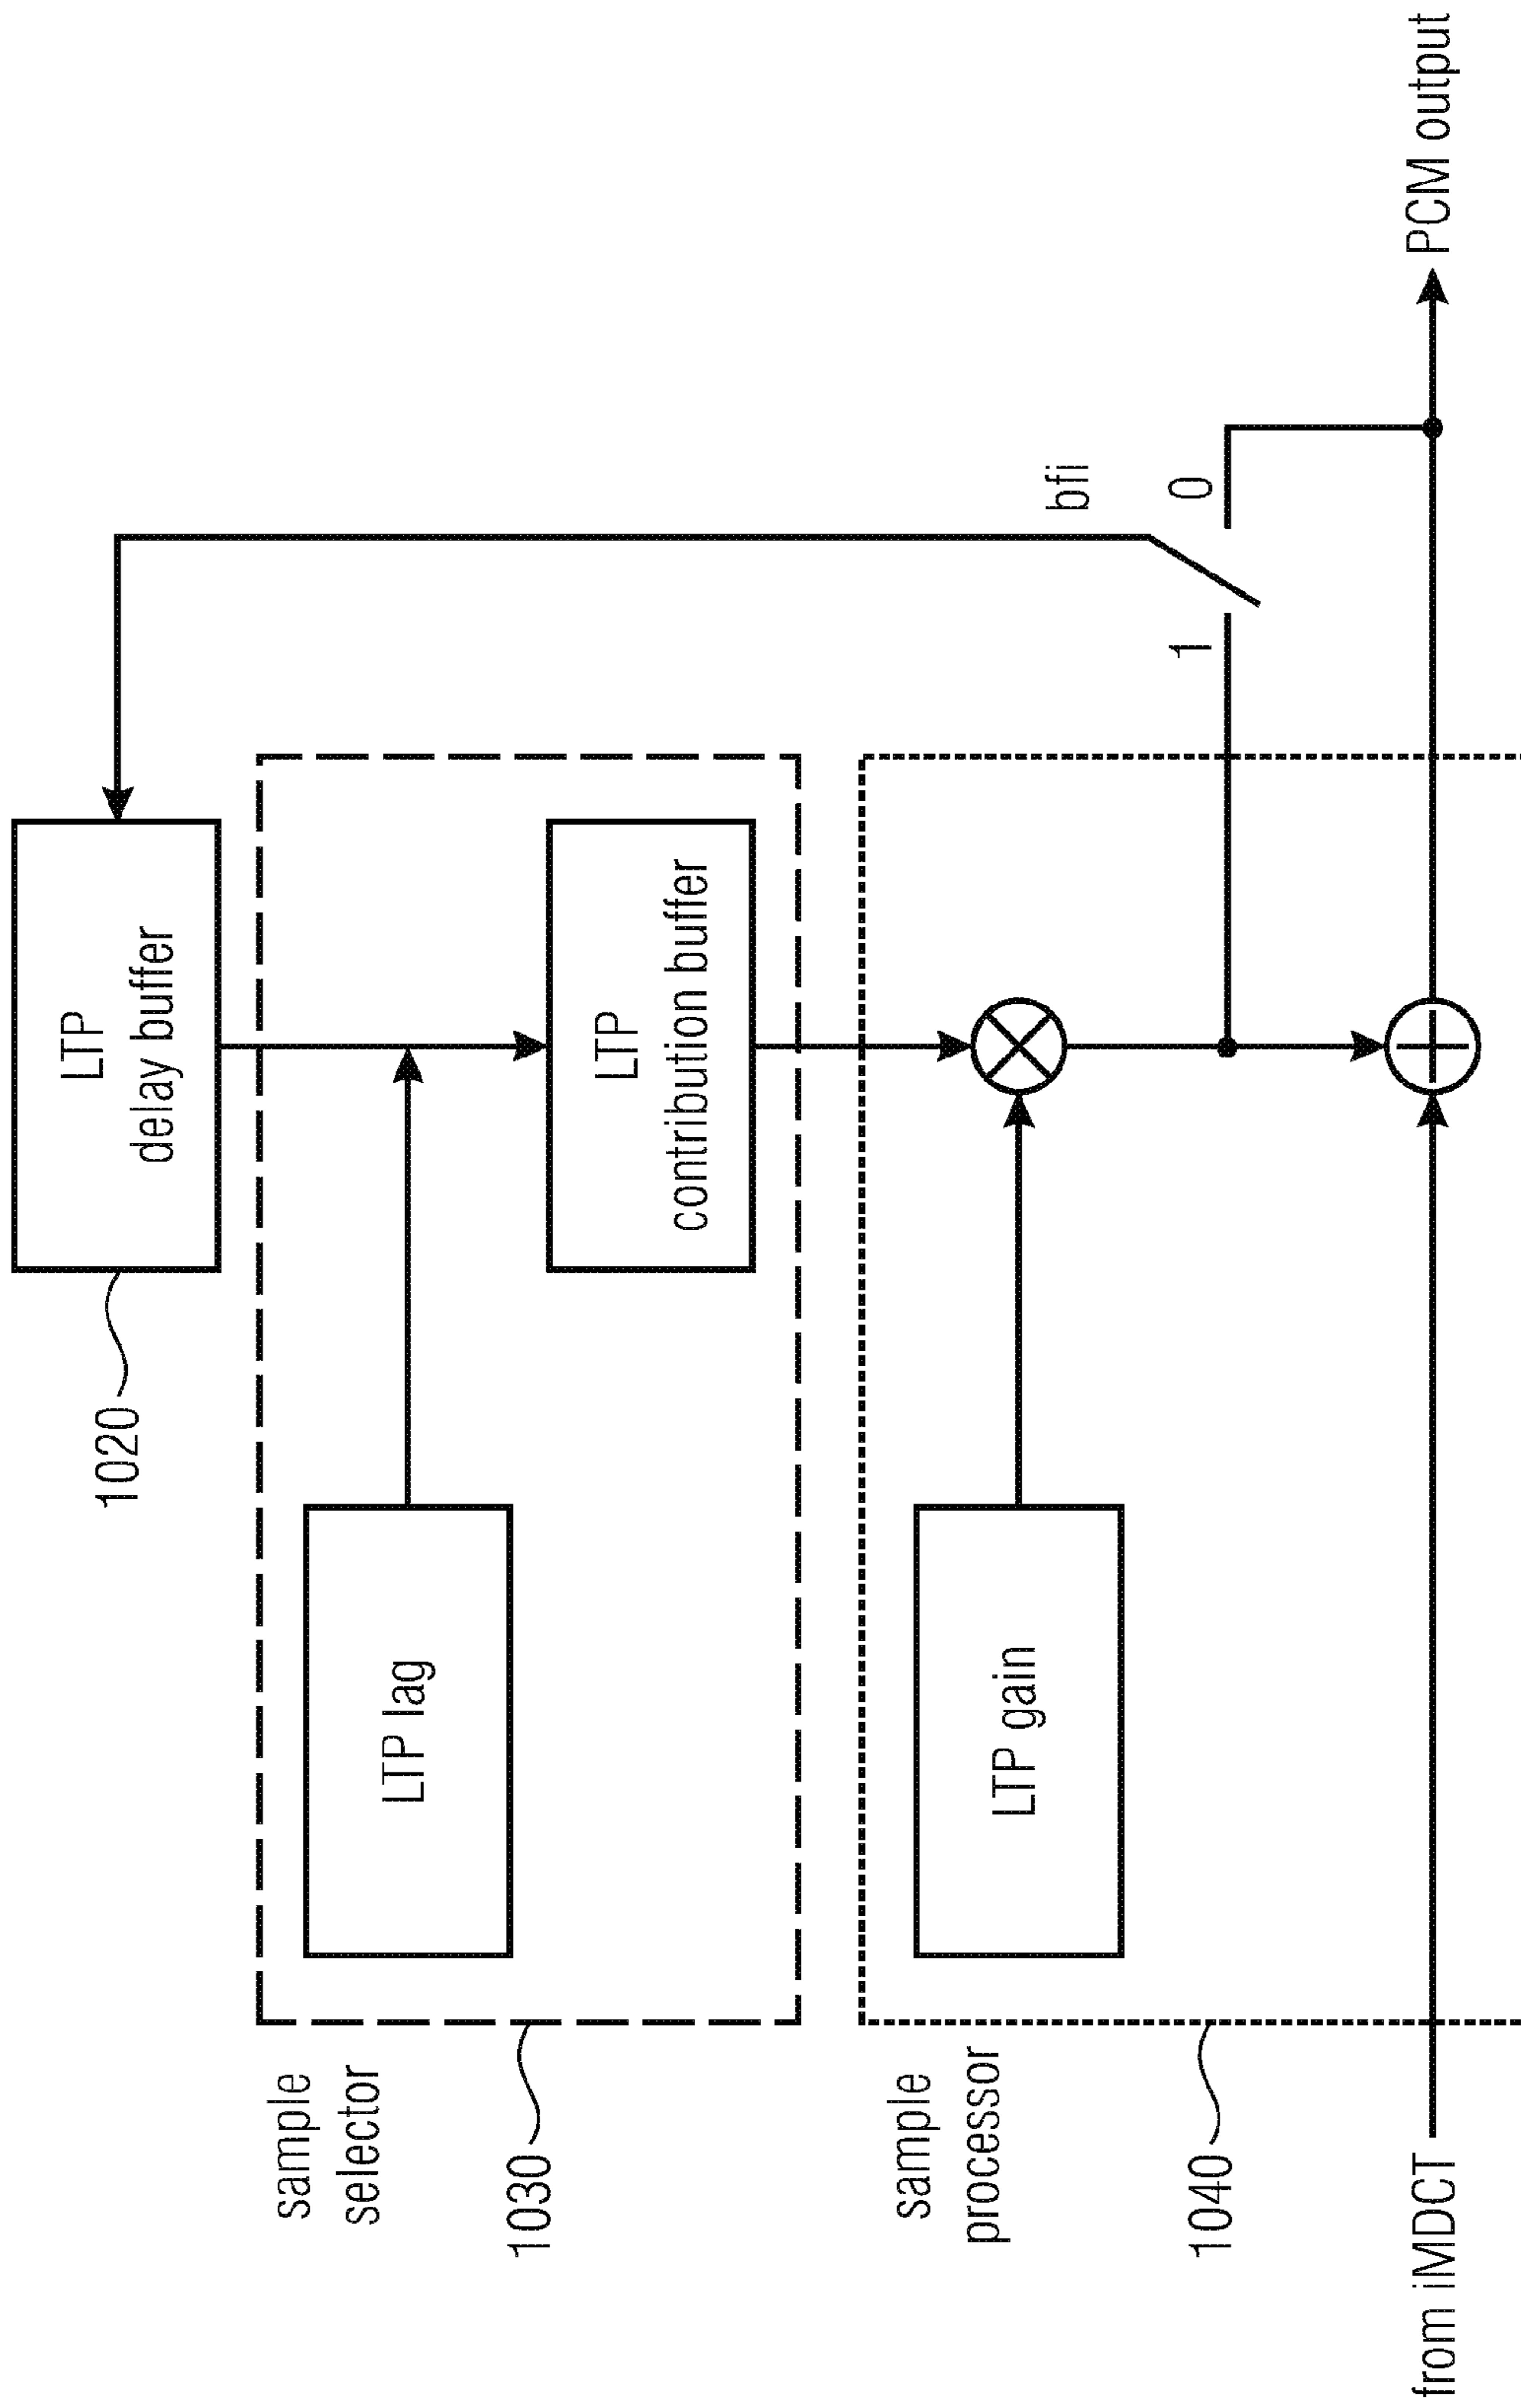 LTP
delay buffer
1020
sample
selector
1030
LTP lag
LTP
contribution buffer
sample
processor
1040
LTP gain
bfi
1
0
from iMDCT
PCM output